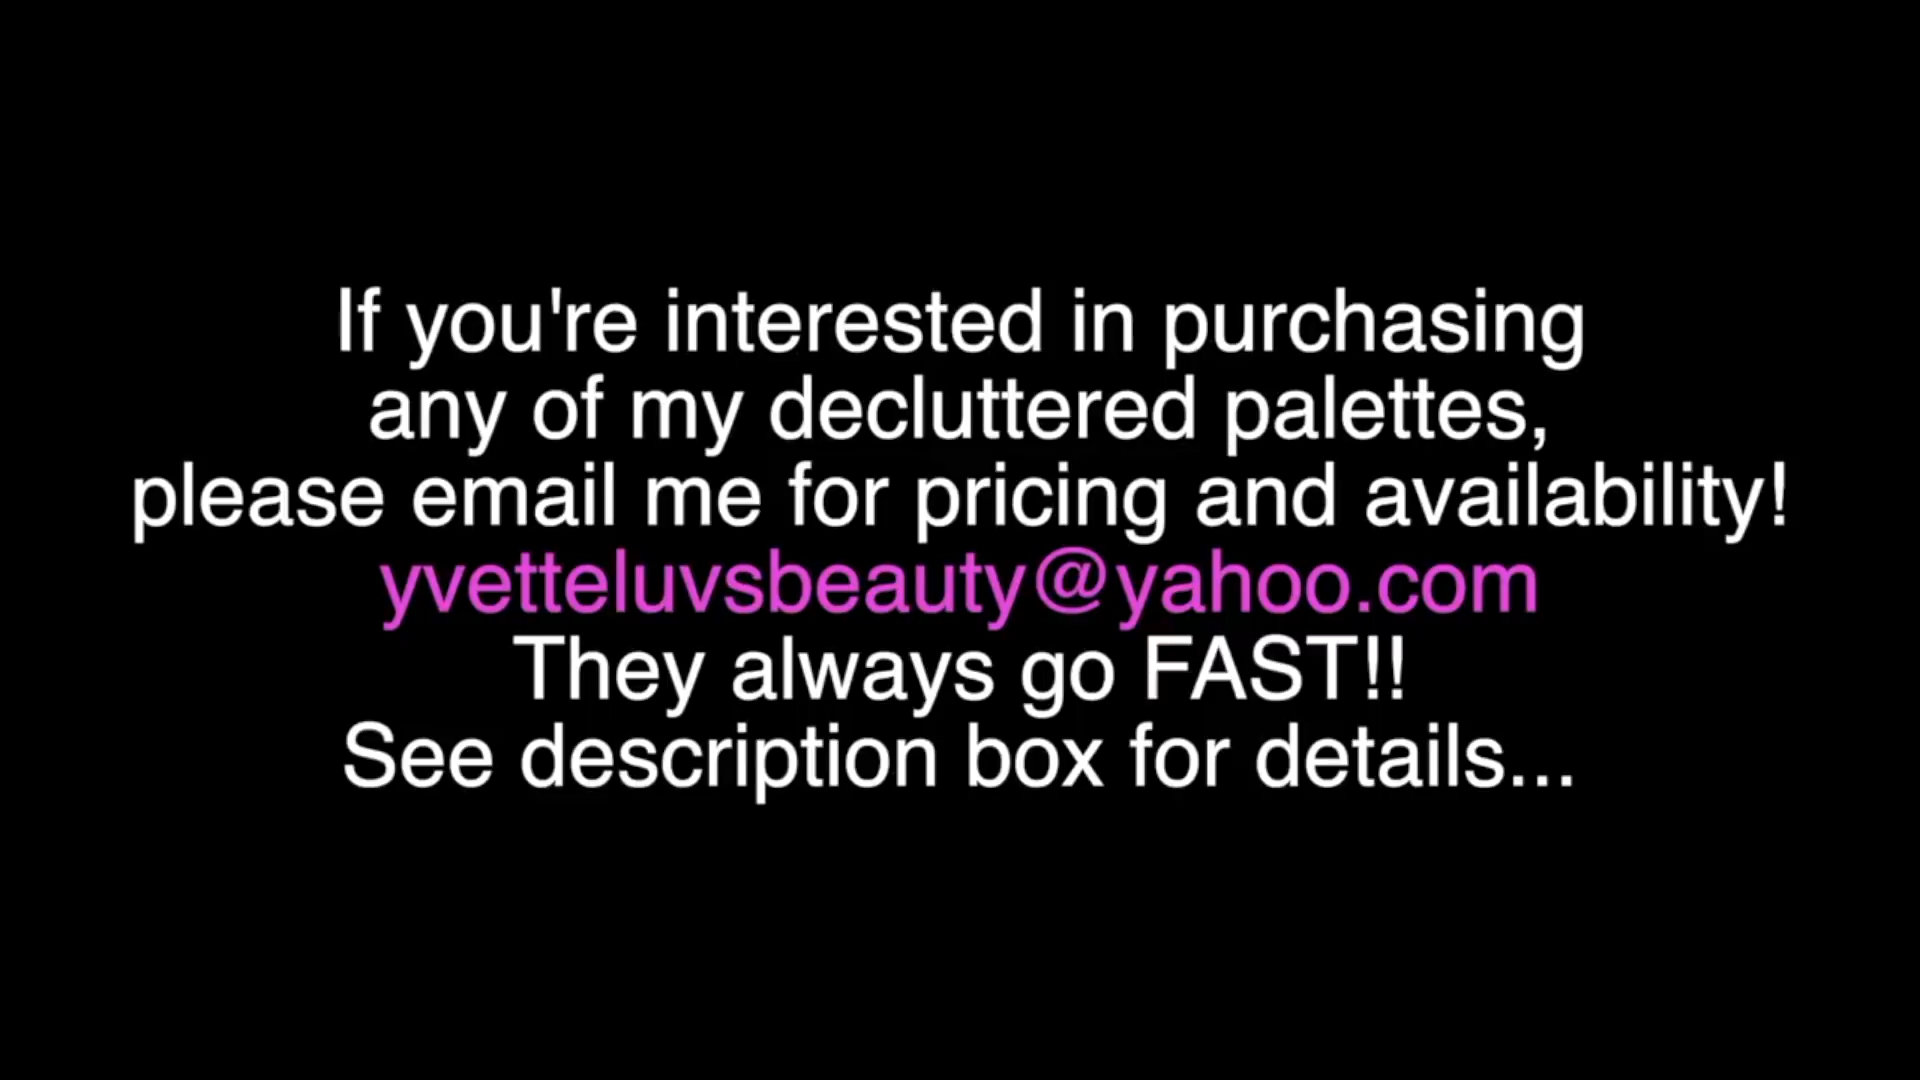 If you're interested in purchasing
any of my decluttered palettes,
please email me for pricing and availability!
yvetteluvsbeauty@yahoo.com
They always go FAST!!
See description box for details...